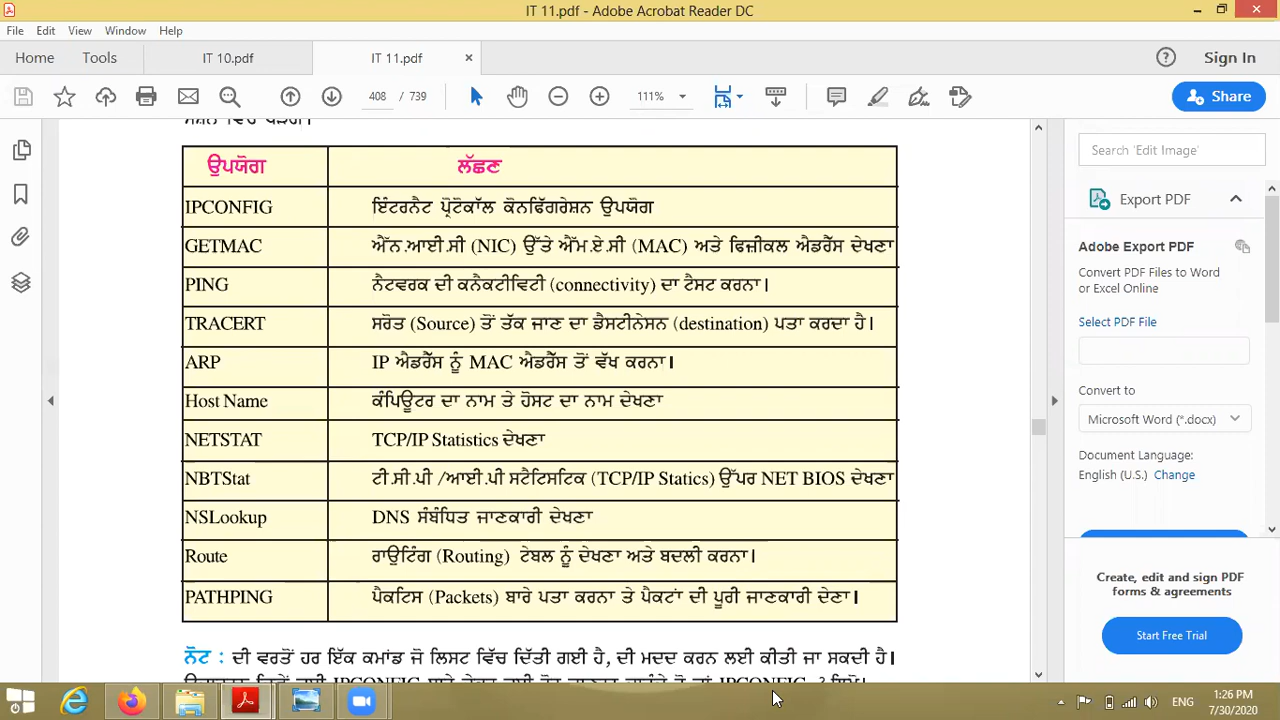 IT 11.pdf - Adobe Acrobat Reader DC
File Edit View Window Help
Home Tools IT 10.pdf IT 11.pdf × Sign In
408 / 739 111% Share
ਉਪਯੋਗ ਲੱਛਣ
IPCONFIG ਇੰਟਰਨੈਟ ਪ੍ਰੋਟੋਕਾੱਲ ਕੋਨਫਿੱਗਰੇਸ਼ਨ ਉਪਯੋਗ
GETMAC ਐੱਨ.ਆਈ.ਸੀ (NIC) ਉੱਤੇ ਐੱਮ.ਏ.ਸੀ (MAC) ਅਤੇ ਫਿਜ਼ੀਕਲ ਐਡਰੈੱਸ ਦੇਖਣਾ
PING ਨੈਟਵਰਕ ਦੀ ਕਨੈਕਟੀਵਿਟੀ (connectivity) ਦਾ ਟੈਸਟ ਕਰਨਾ।
TRACERT ਸਰੋਤ (Source) ਤੋਂ ਤੱਕ ਜਾਣ ਦਾ ਡੈਸਟੀਨੇਸਨ (destination) ਪਤਾ ਕਰਦਾ ਹੈ।
ARP IP ਐਡਰੈੱਸ ਨੂੰ MAC ਐਡਰੈੱਸ ਤੋਂ ਵੱਖ ਕਰਨਾ।
Host Name ਕੰਪਿਊਟਰ ਦਾ ਨਾਮ ਤੇ ਹੋਸਟ ਦਾ ਨਾਮ ਦੇਖਣਾ
NETSTAT TCP/IP Statistics ਦੇਖਣਾ
NBTStat ਟੀ.ਸੀ.ਪੀ /ਆਈ.ਪੀ ਸਟੈਟਿਸਟਿਕ (TCP/IP Statics) ਉੱਪਰ NET BIOS ਦੇਖਣਾ
NSLookup DNS ਸੰਬੰਧਿਤ ਜਾਣਕਾਰੀ ਦੇਖਣਾ
Route ਰਾਊਟਿੰਗ (Routing) ਟੇਬਲ ਨੂੰ ਦੇਖਣਾ ਅਤੇ ਬਦਲੀ ਕਰਨਾ।
PATHPING ਪੈਕਟਿਸ (Packets) ਬਾਰੇ ਪਤਾ ਕਰਨਾ ਤੇ ਪੈਕਟਾਂ ਦੀ ਪੂਰੀ ਜਾਣਕਾਰੀ ਦੇਣਾ।
ਨੋਟ : ਦੀ ਵਰਤੋਂ ਹਰ ਇੱਕ ਕਮਾਂਡ ਜੋ ਲਿਸਟ ਵਿੱਚ ਦਿੱਤੀ ਗਈ ਹੈ, ਦੀ ਮਦਦ ਕਰਨ ਲਈ ਕੀਤੀ ਜਾ ਸਕਦੀ ਹੈ।
Search 'Edit Image'
Export PDF
Adobe Export PDF
Convert PDF Files to Word
or Excel Online
Select PDF File
Convert to
Microsoft Word (*.docx)
Document Language:
English (U.S.) Change
Create, edit and sign PDF
forms & agreements
Start Free Trial
ENG 1:26 PM
7/30/2020